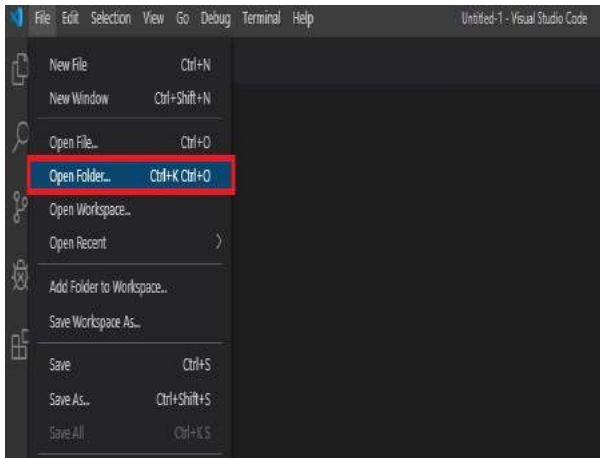 File Edit Selection View Go Debug Terminal Help Untitled-1 - Visual Studio Code
New File Ctrl+N
New Window Ctrl+Shift+N
Open File... Ctrl+O
Open Folder... Ctrl+K Ctrl+O
Open Workspace...
Open Recent
Add Folder to Workspace...
Save Workspace As...
Save Ctrl+S
Save As... Ctrl+Shift+S
Save All Ctrl+K S